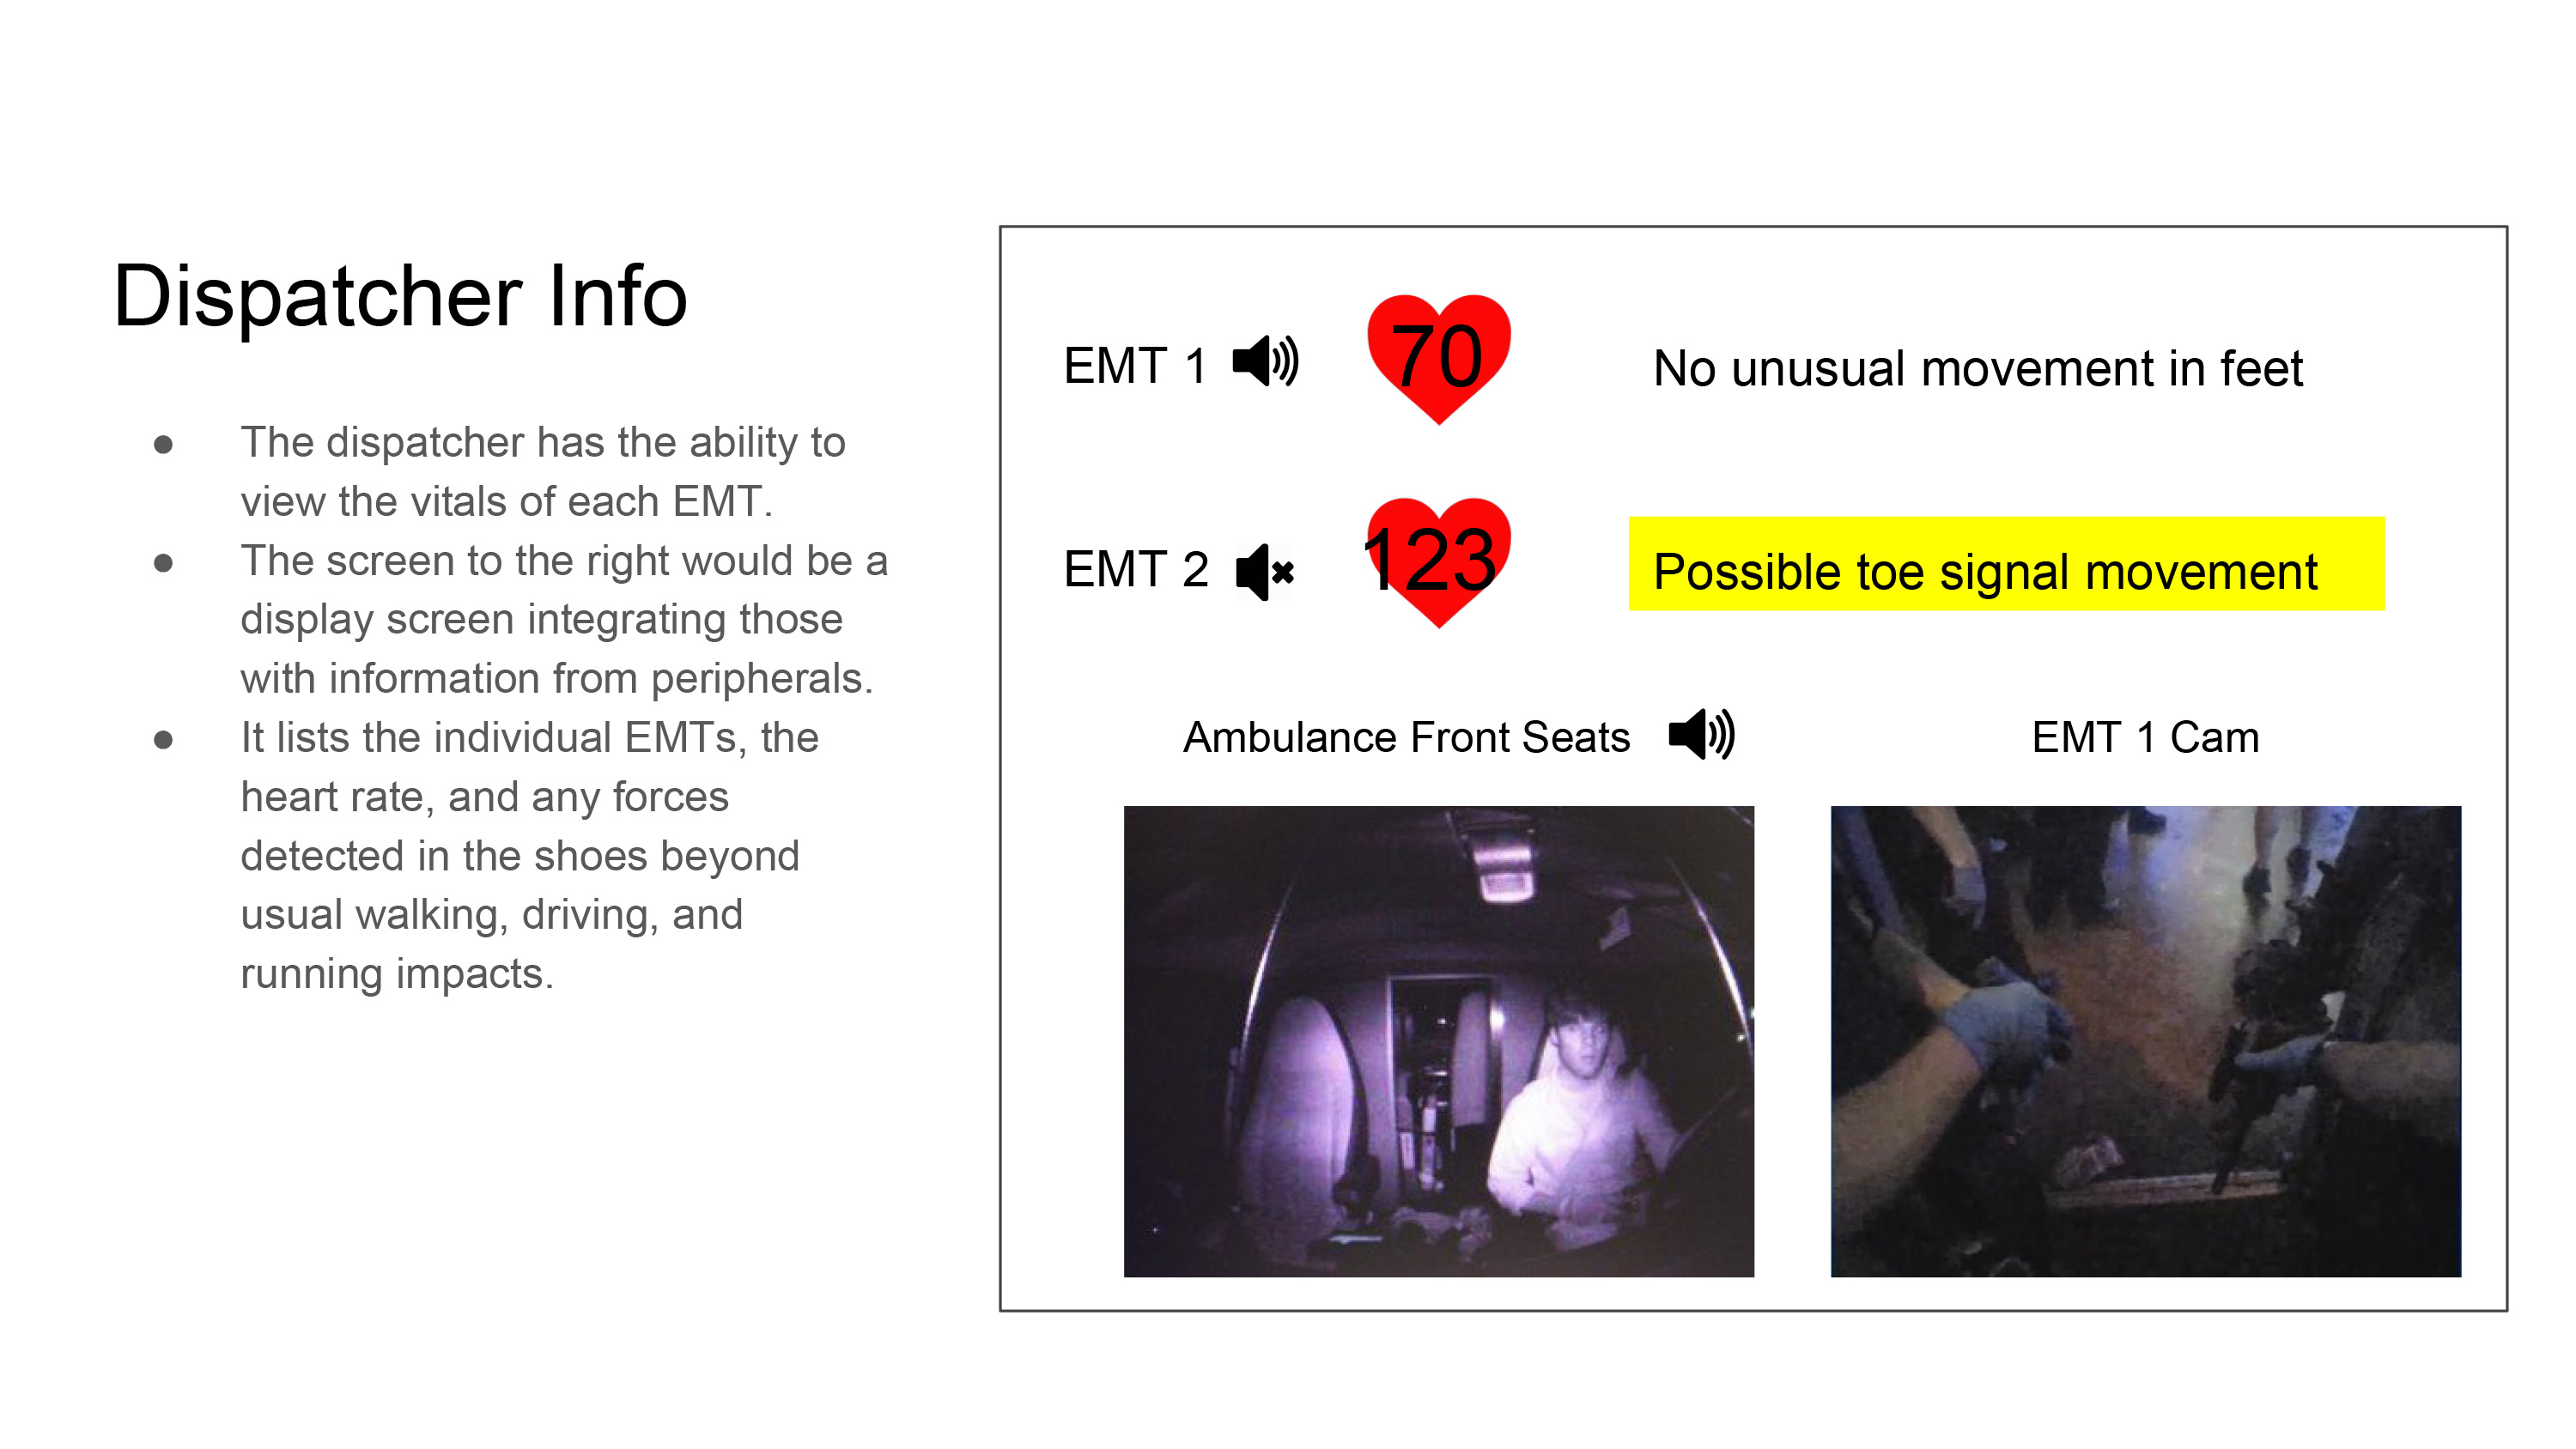 Dispatcher Info
● The dispatcher has the ability to
view the vitals of each EMT.
● The screen to the right would be a
display screen integrating those
with information from peripherals.
● It lists the individual EMTs, the
heart rate, and any forces
detected in the shoes beyond
usual walking, driving, and
running impacts.
EMT 1 70 No unusual movement in feet
EMT 2 123 Possible toe signal movement
Ambulance Front Seats EMT 1 Cam